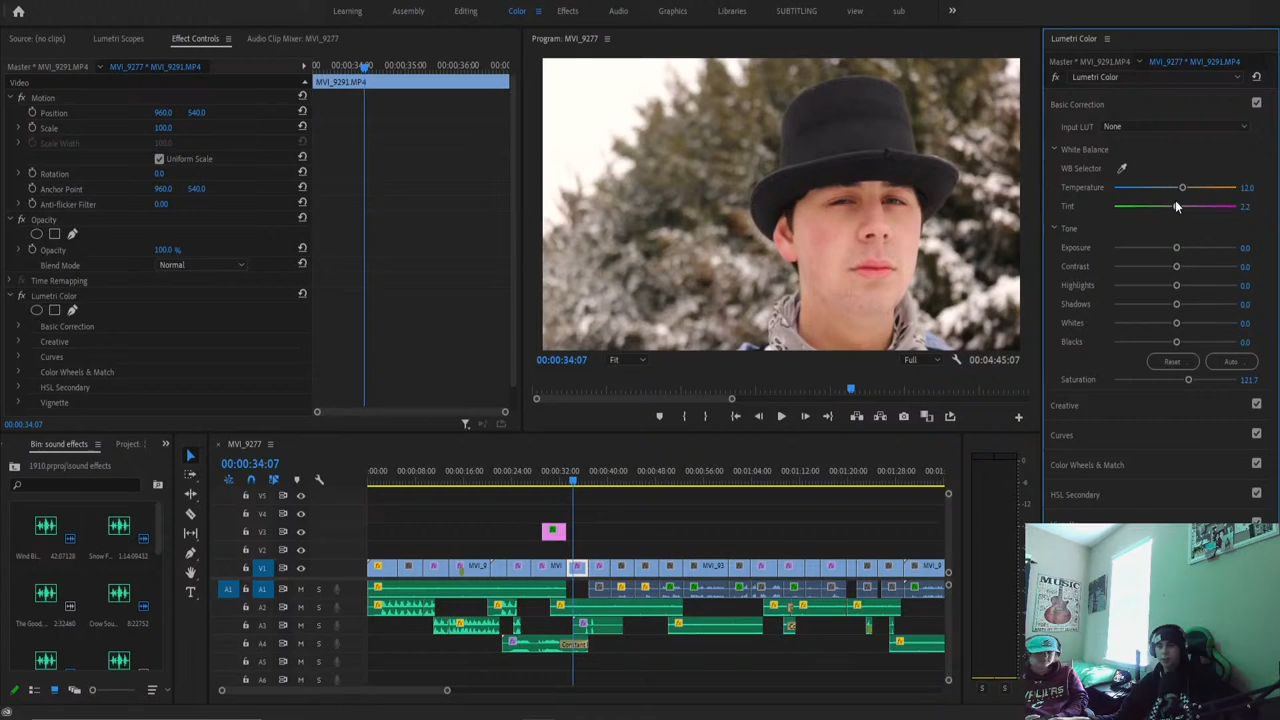 Learning Assembly Editing Color Effects Audio Graphics Libraries SUBTITLING view sub
Source: (no clips) Lumetri Scopes Effect Controls Audio Clip Mixer: MVI_9277
Program: MVI_9277
Lumetri Color
Master * MVI_9291.MP4 MVI_9277 * MVI_9291.MP4
00:00:35:00 00:00:36:00
Master * MVI_9291.MP4 MVI_9277 * MVI_9291.MP4
fx Lumetri Color
Video
MVI_9291.MP4
fx Motion
Position 960.0 540.0
Scale 100.0
Scale Width 100.0
Uniform Scale
Rotation 0.0
Anchor Point 960.0 540.0
Anti-flicker Filter 0.00
fx Opacity
Opacity 100.0 %
Blend Mode Normal
Time Remapping
fx Lumetri Color
Basic Correction
Creative
Curves
Color Wheels & Match
HSL Secondary
Vignette
00:00:34:07
00:00:34:07 Fit Full 00:04:45:07
Basic Correction
Input LUT None
White Balance
WB Selector
Temperature 12.0
Tint 2.2
Tone
Exposure 0.0
Contrast 0.0
Highlights 0.0
Shadows 0.0
Whites 0.0
Blacks 0.0
Reset Auto
Saturation 121.7
Creative
Curves
Color Wheels & Match
HSL Secondary
Bin: sound effects Project:
1910.prproj\sound effects
Wind Bi... 42.07128 Snow F... 1:14.09432
The Good... 2.32460 Crow Sou... 8:22752
MVI_9277
00:00:34:07
:00:00 00:00:08:00 00:00:16:00 00:00:24:00 00:00:32:00 00:00:40:00 00:00:48:00 00:00:56:00 00:01:04:00 00:01:12:00 00:01:20:00 00:01:28:00 00:01:
V5
V4
V3
V2
V1 MVI_9 MVI MVI_93 MVI_9
A1 A1 M S
A2 M S
A3 M S
A4 M S
A5 M S
A6 M S
0
-6
-12
S S
MUSIC